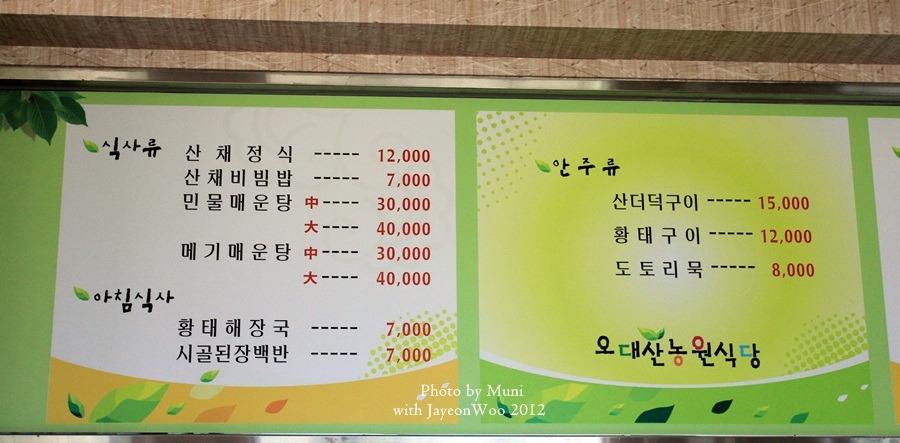 식사류
산채정식 ----- 12,000
산채비빔밥 ----- 7,000
민물매운탕 中 ----- 30,000
大 ----- 40,000
메기매운탕 中 ----- 30,000
大 ----- 40,000
아침식사
황태해장국 ----- 7,000
시골된장백반 ----- 7,000
안주류
산더덕구이 ----- 15,000
황태구이 ----- 12,000
도토리묵 ----- 8,000
오대산농원식당
Photo by Muni
with JayeonWoo 2012